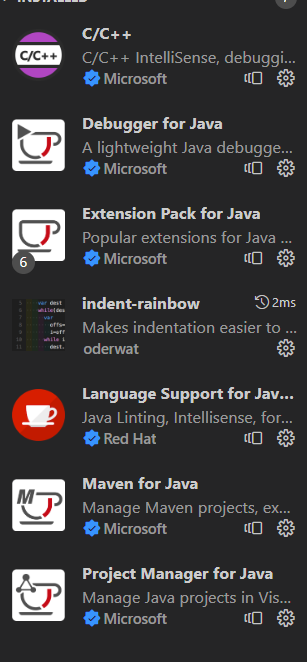 INSTALLED
C/C++
C/C++
C/C++ IntelliSense, debuggi...
Microsoft
Debugger for Java
A lightweight Java debugge...
Microsoft
Extension Pack for Java
Popular extensions for Java ...
6
Microsoft
indent-rainbow
2ms
Makes indentation easier to ...
oderwat
Language Support for Jav...
Java Linting, Intellisense, for...
Red Hat
M
Maven for Java
Manage Maven projects, ex...
Microsoft
Project Manager for Java
Manage Java projects in Vis...
Microsoft